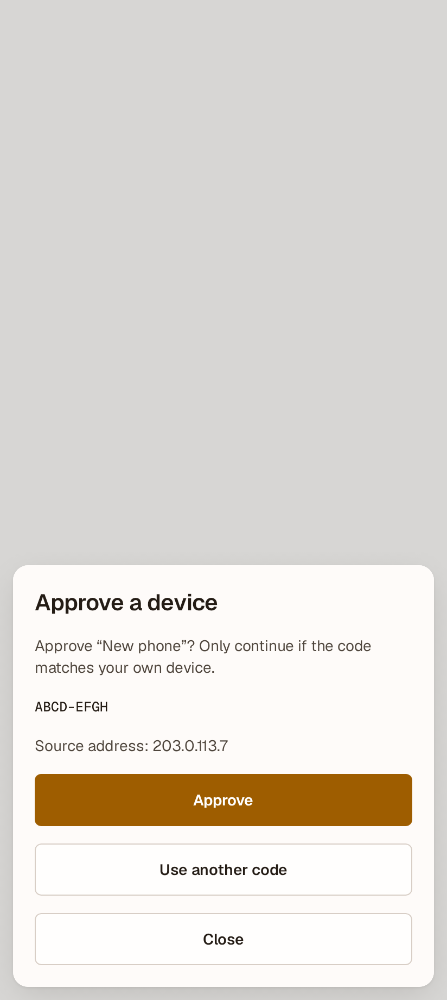 Approve a device
Approve “New phone”? Only continue if the code
matches your own device.
ABCD-EFGH
Source address: 203.0.113.7
Approve
Use another code
Close